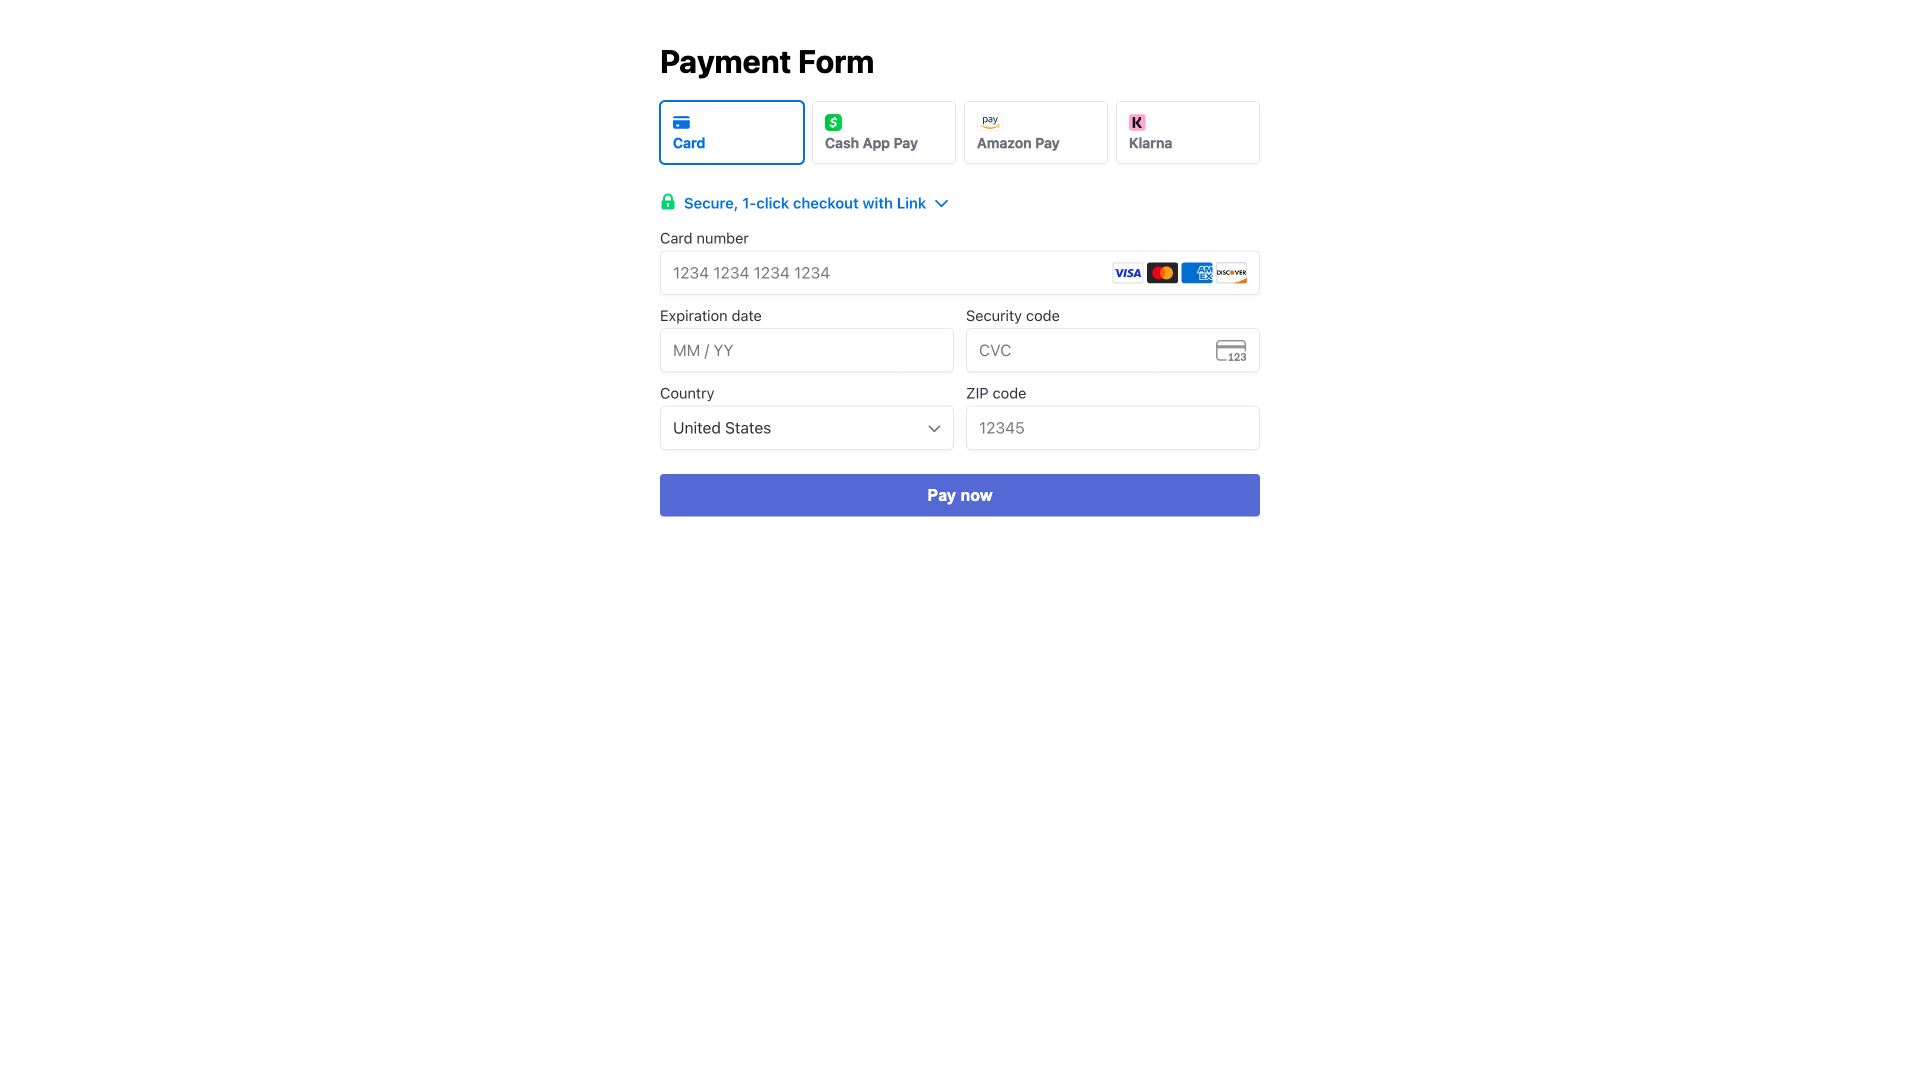 Payment Form
Card
$
Cash App Pay
pay
Amazon Pay
K
Klarna
Secure, 1-click checkout with Link
Card number
1234 1234 1234 1234
VISA
AM
EX
DISCOVER
Expiration date
Security code
MM / YY
CVC
123
Country
ZIP code
United States
12345
Pay now